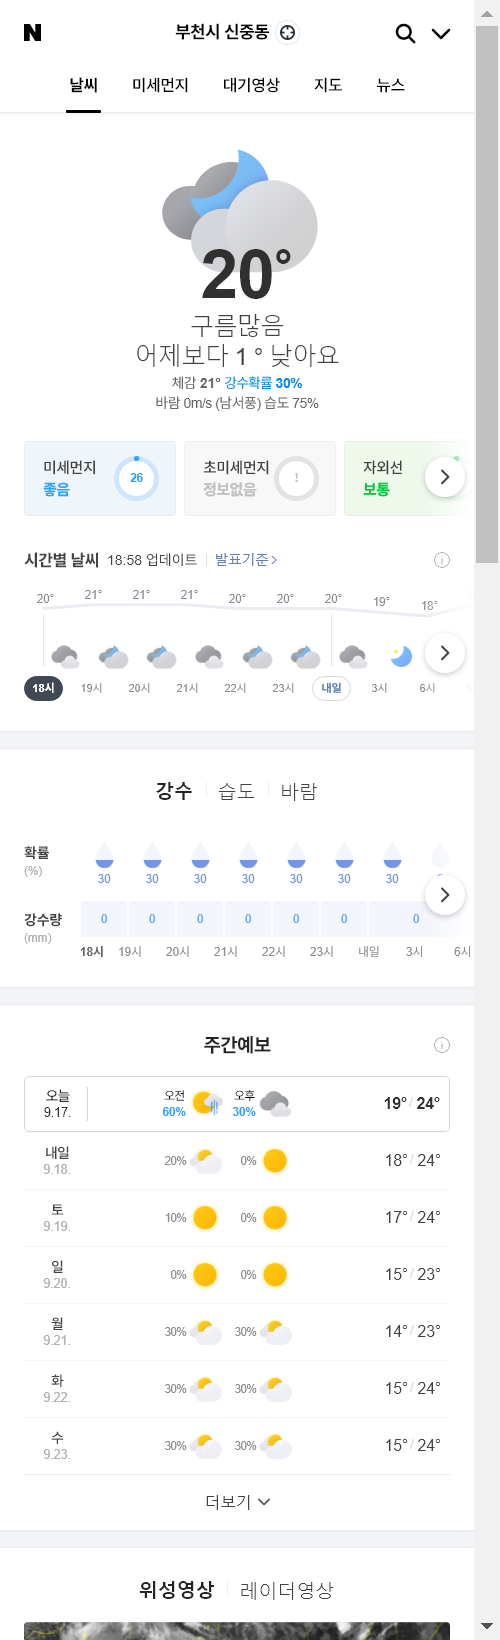 N
부천시 신중동
날씨 미세먼지 대기영상 지도 뉴스
20°
구름많음
어제보다 1 ° 낮아요
체감 21° 강수확률 30%
바람 0m/s (남서풍) 습도 75%
미세먼지 좋음 26
초미세먼지 정보없음 !
자외선 보통
시간별 날씨 18:58 업데이트 발표기준
20° 21° 21° 21° 20° 20° 20° 19° 18°
18시 19시 20시 21시 22시 23시 내일 3시 6시
강수 습도 바람
확률 (%)
30 30 30 30 30 30 30
강수량 (mm)
0 0 0 0 0 0 0
18시 19시 20시 21시 22시 23시 내일 3시 6시
주간예보
오늘 9.17. 오전 60% 오후 30% 19° / 24°
내일 9.18. 20% 0% 18° / 24°
토 9.19. 10% 0% 17° / 24°
일 9.20. 0% 0% 15° / 23°
월 9.21. 30% 30% 14° / 23°
화 9.22. 30% 30% 15° / 24°
수 9.23. 30% 30% 15° / 24°
더보기
위성영상 레이더영상